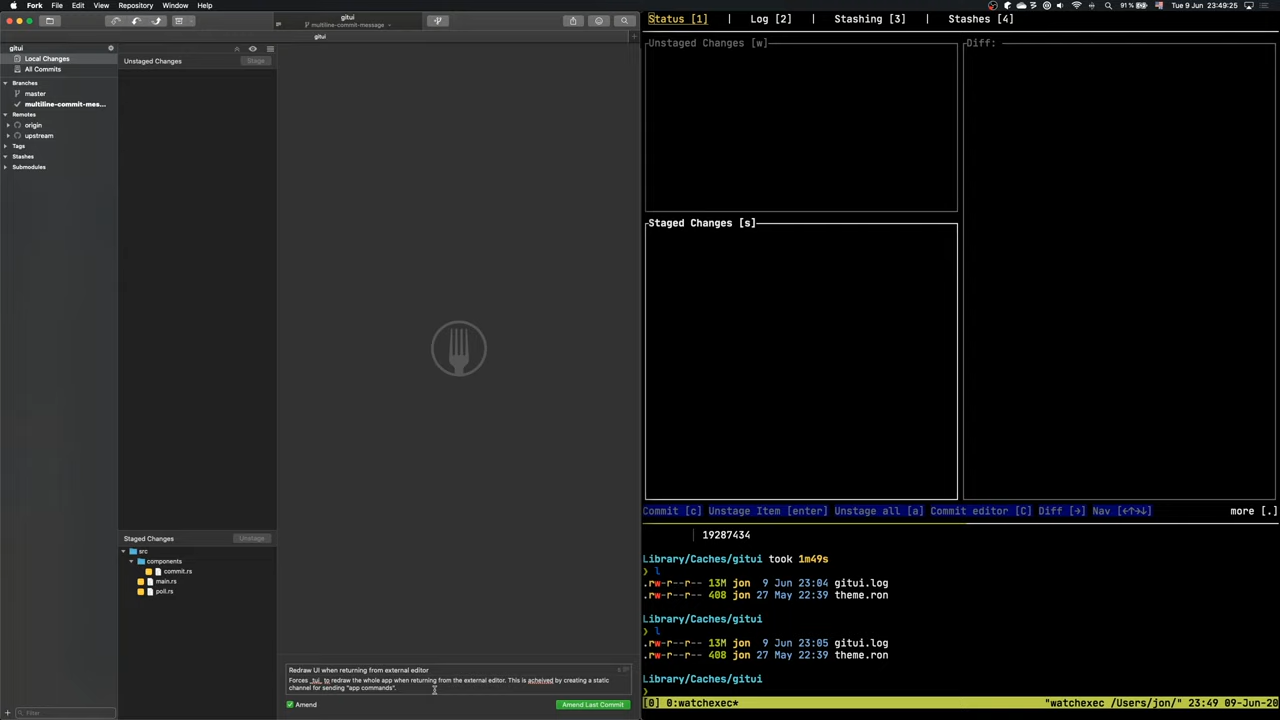 Fork File Edit View Repository Window Help
91% Tue 9 Jun 23:49:25
gitui
multiline-commit-message
gitui
gitui
Local Changes
All Commits
Branches
master
multiline-commit-mes...
Remotes
origin
upstream
Tags
Stashes
Submodules
Filter
Unstaged Changes
Stage
Staged Changes
Unstage
src
components
commit.rs
main.rs
poll.rs
Redraw UI when returning from external editor
Forces _tui_ to redraw the whole app when returning from the external editor. This is acheived by creating a static
channel for sending "app commands".
Amend
Amend Last Commit
Status [1] | Log [2] | Stashing [3] | Stashes [4]
Unstaged Changes [w]
Diff:
Staged Changes [s]
Commit [c] Unstage Item [enter] Unstage all [a] Commit editor [C] Diff [→] Nav [←↑→↓] more [.]
│ 19287434
Library/Caches/gitui took 1m49s
❯ l
.rw-r--r-- 13M jon 9 Jun 23:04 gitui.log
.rw-r--r-- 408 jon 27 May 22:39 theme.ron
Library/Caches/gitui
❯ l
.rw-r--r-- 13M jon 9 Jun 23:05 gitui.log
.rw-r--r-- 408 jon 27 May 22:39 theme.ron
Library/Caches/gitui
❯
[0] 0:watchexec* "watchexec /Users/jon/" 23:49 09-Jun-20